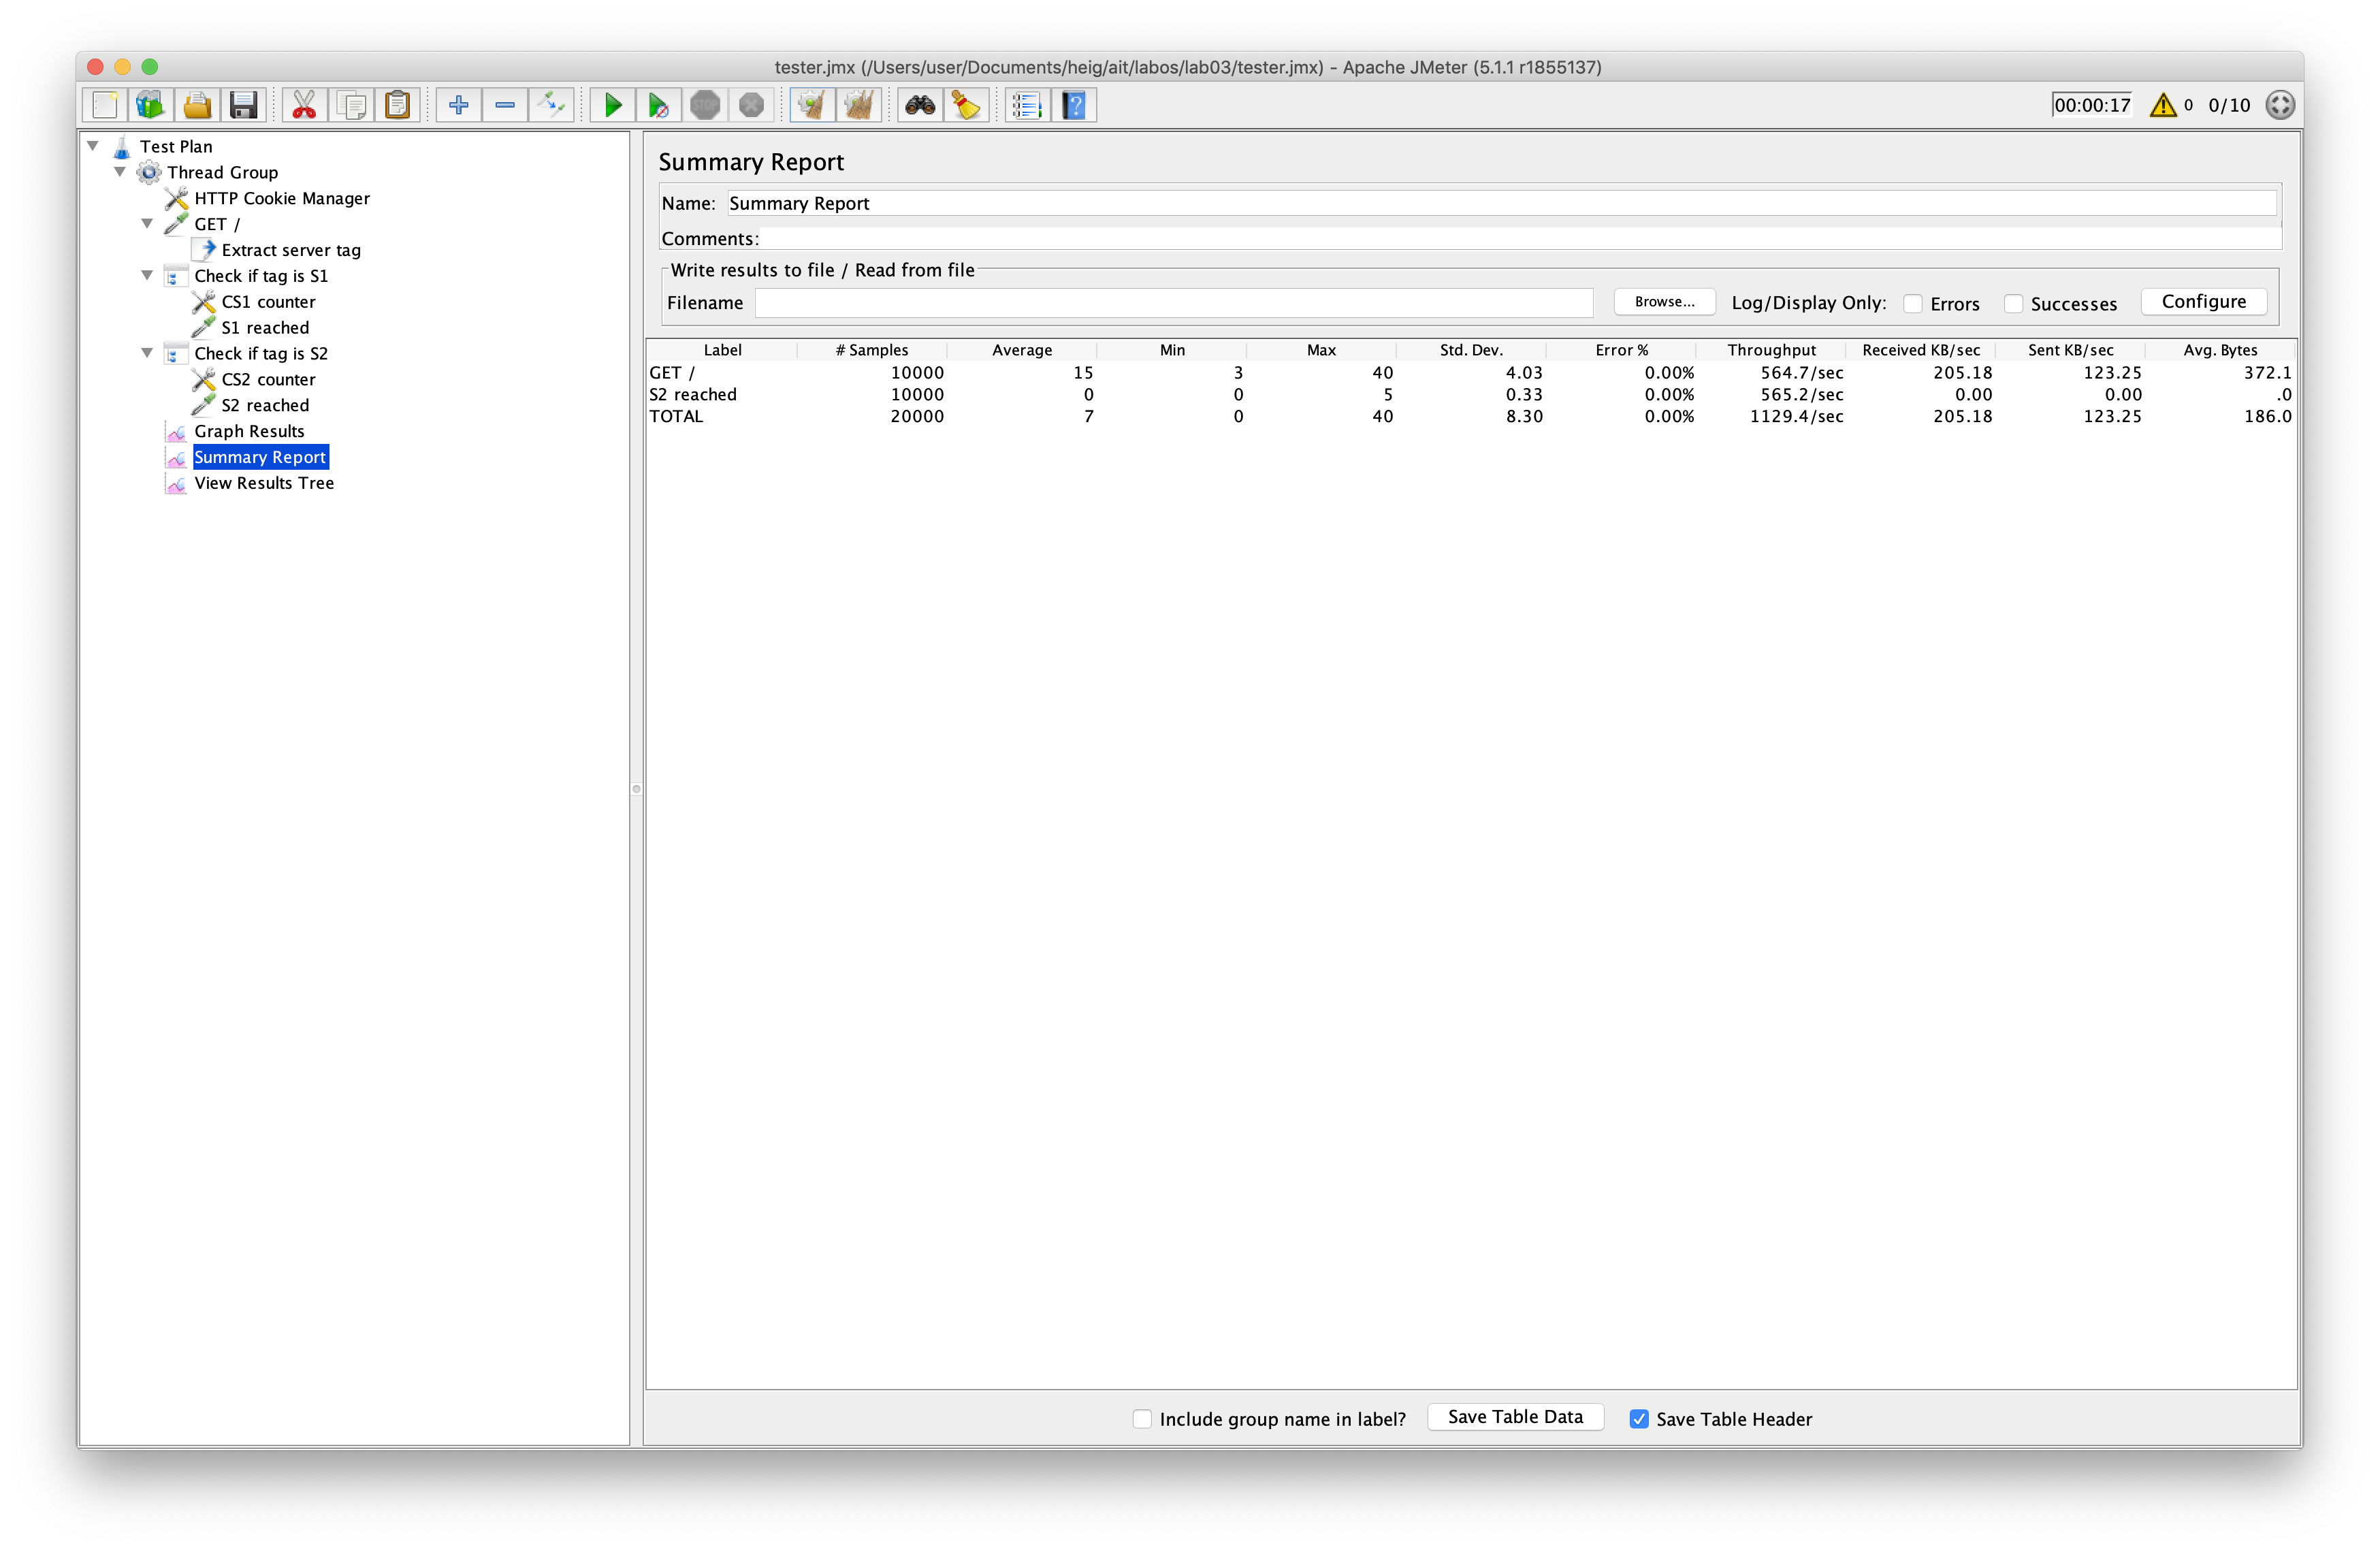 tester.jmx (/Users/user/Documents/heig/ait/labos/lab03/tester.jmx) - Apache JMeter (5.1.1 r1855137)
STOP
00:00:17 0 0/10
Test Plan
Thread Group
HTTP Cookie Manager
GET /
Extract server tag
Check if tag is S1
CS1 counter
S1 reached
Check if tag is S2
CS2 counter
S2 reached
Graph Results
Summary Report
View Results Tree
Summary Report
Name: Summary Report
Comments:
Write results to file / Read from file
Filename Browse... Log/Display Only: Errors Successes Configure
Label # Samples Average Min Max Std. Dev. Error % Throughput Received KB/sec Sent KB/sec Avg. Bytes
GET / 10000 15 3 40 4.03 0.00% 564.7/sec 205.18 123.25 372.1
S2 reached 10000 0 0 5 0.33 0.00% 565.2/sec 0.00 0.00 .0
TOTAL 20000 7 0 40 8.30 0.00% 1129.4/sec 205.18 123.25 186.0
Include group name in label? Save Table Data Save Table Header